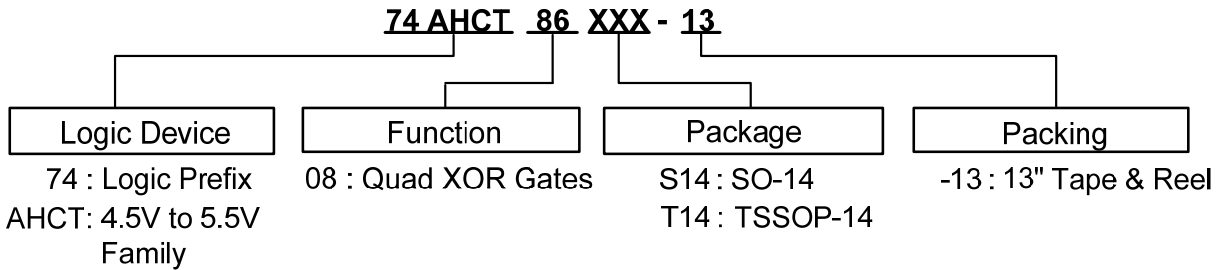 74 AHCT 86 XXX - 13
Logic Device
Function
Package
Packing
74 : Logic Prefix
AHCT: 4.5V to 5.5V
Family
08 : Quad XOR Gates
S14 : SO-14
T14 : TSSOP-14
-13 : 13" Tape & Reel